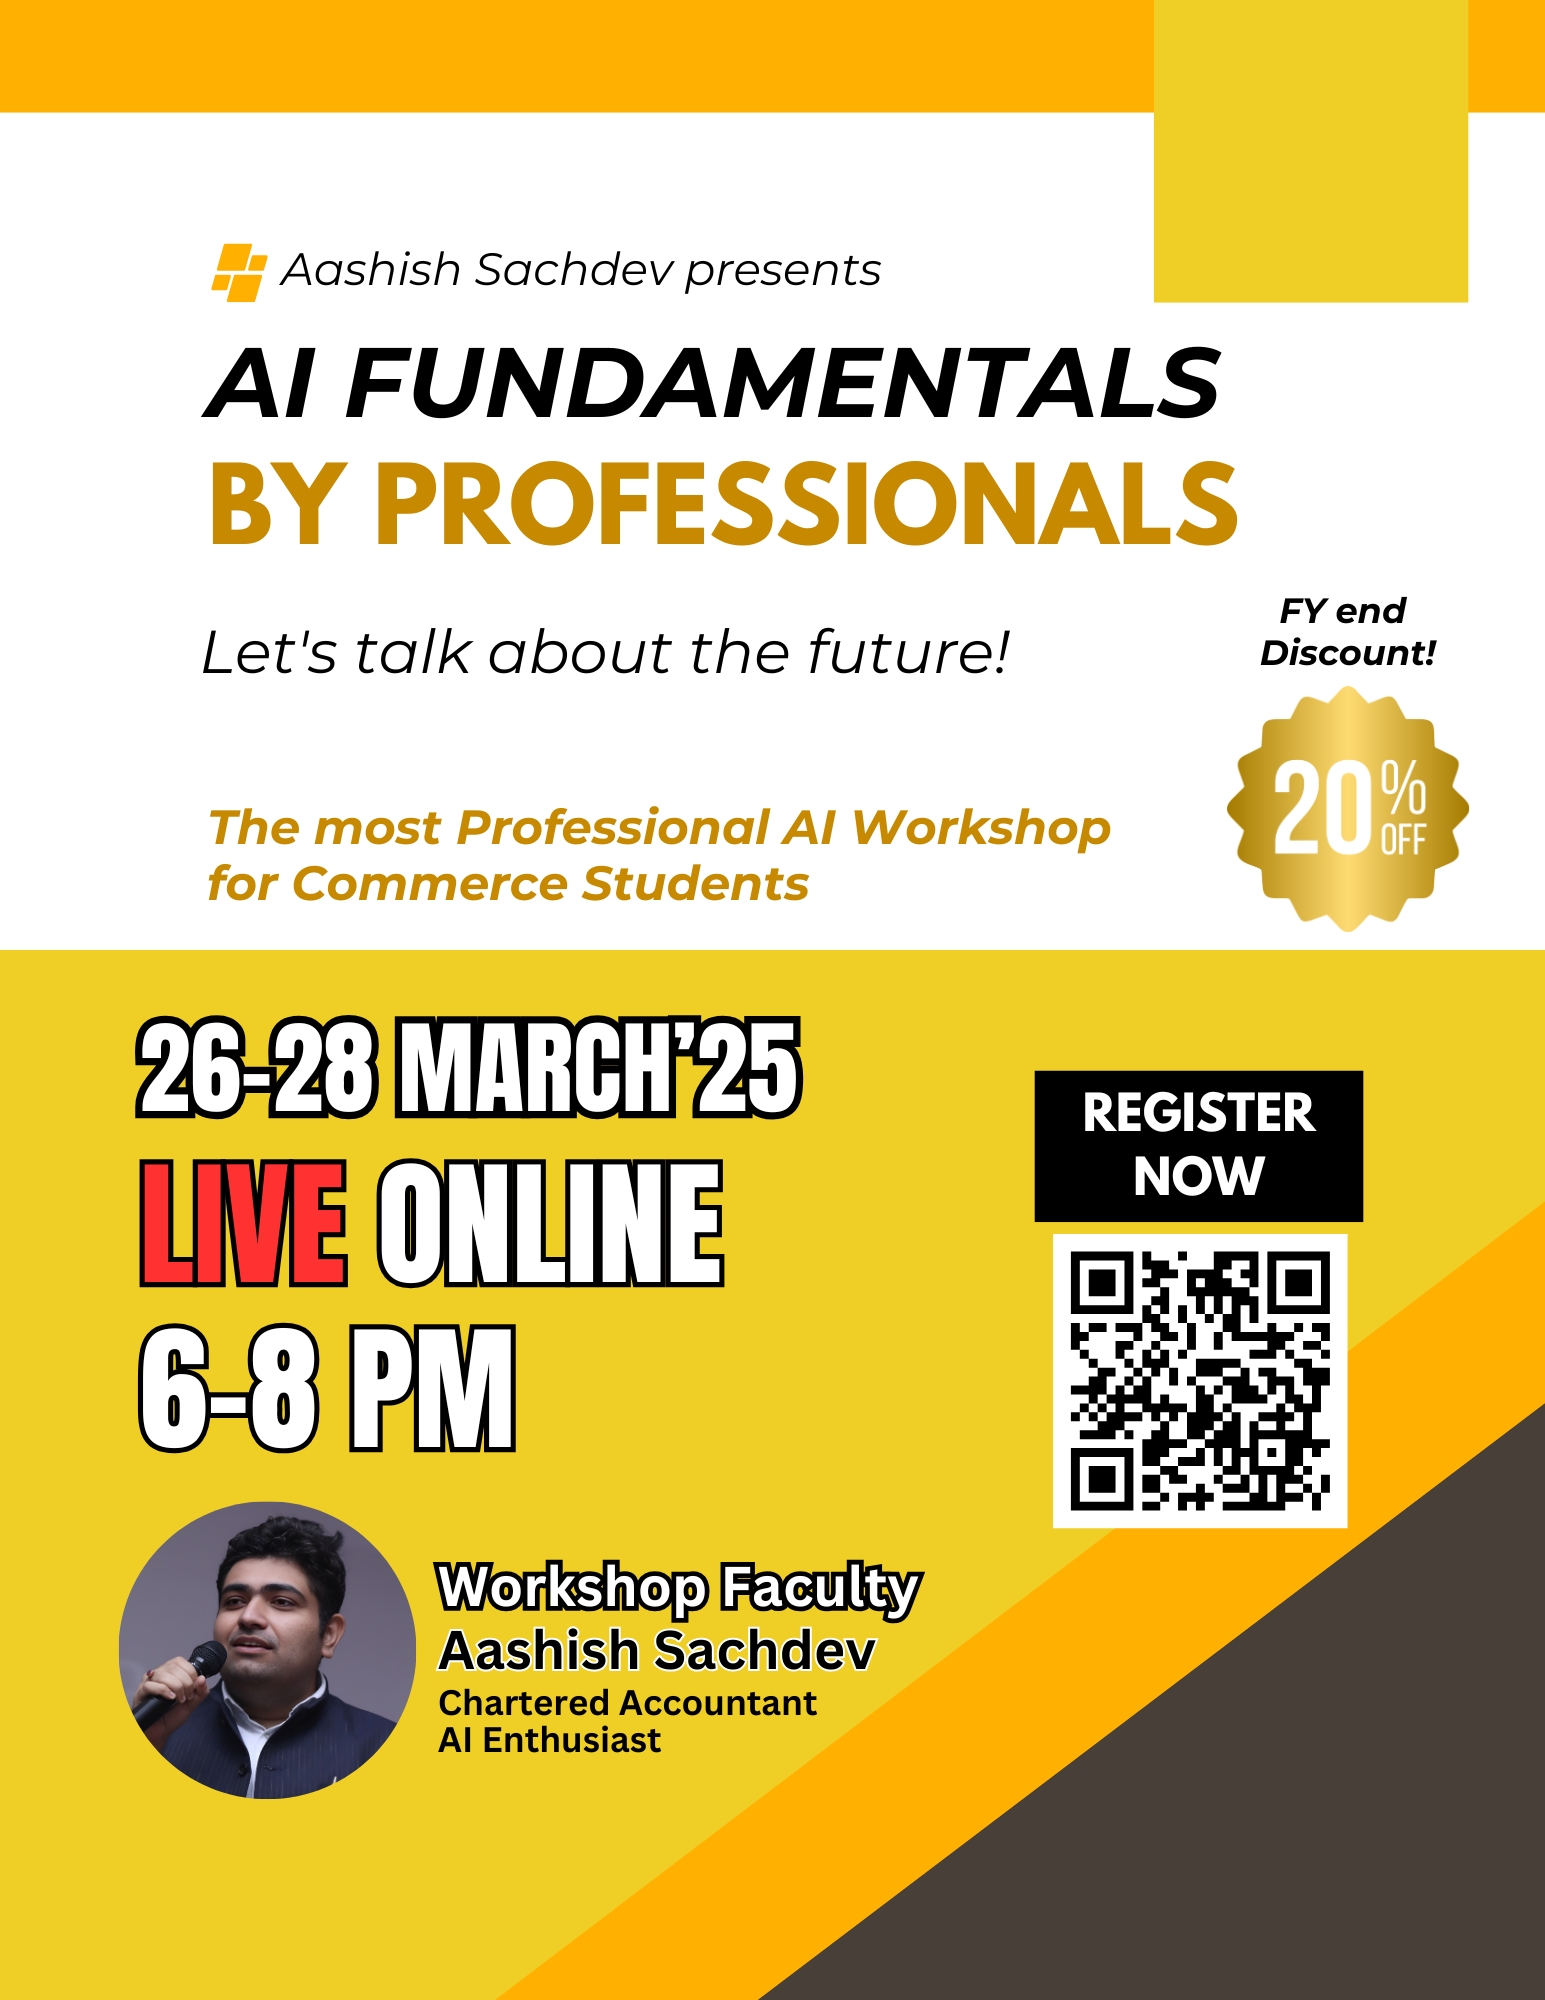 Aashish Sachdev presents
AI FUNDAMENTALS
BY PROFESSIONALS
Let's talk about the future!
FY end
Discount!
20% OFF
The most Professional AI Workshop
for Commerce Students
26-28 MARCH’25
LIVE ONLINE
6-8 PM
REGISTER
NOW
Workshop Faculty
Aashish Sachdev
Chartered Accountant
AI Enthusiast